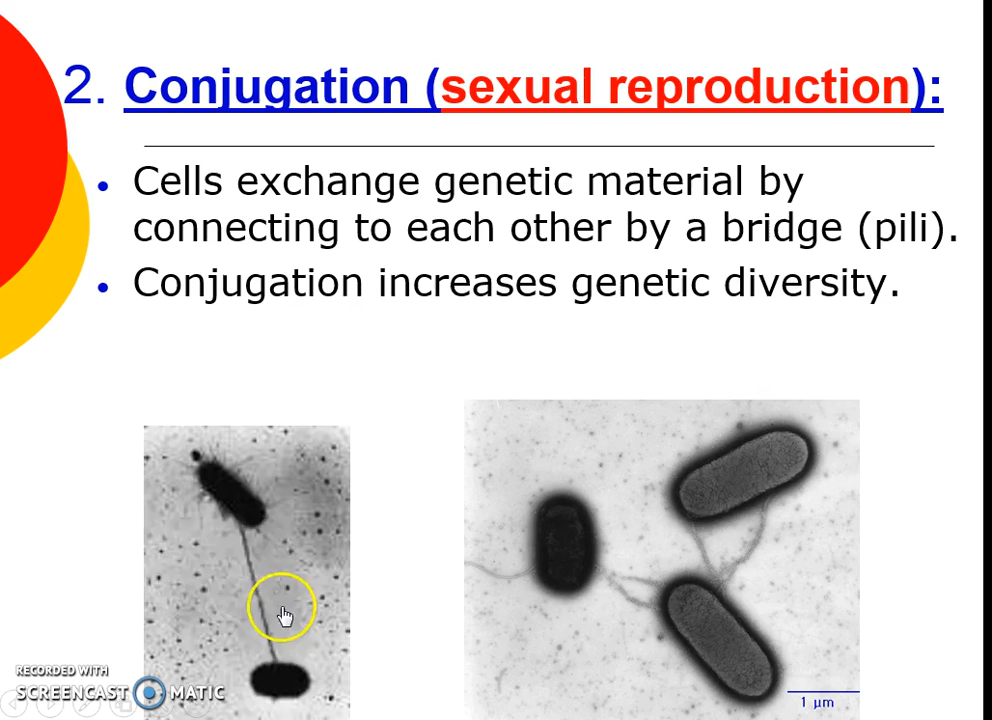 2. Conjugation (sexual reproduction):
• Cells exchange genetic material by
connecting to each other by a bridge (pili).
• Conjugation increases genetic diversity.
1 μm
RECORDED WITH
SCREENCAST MATIC